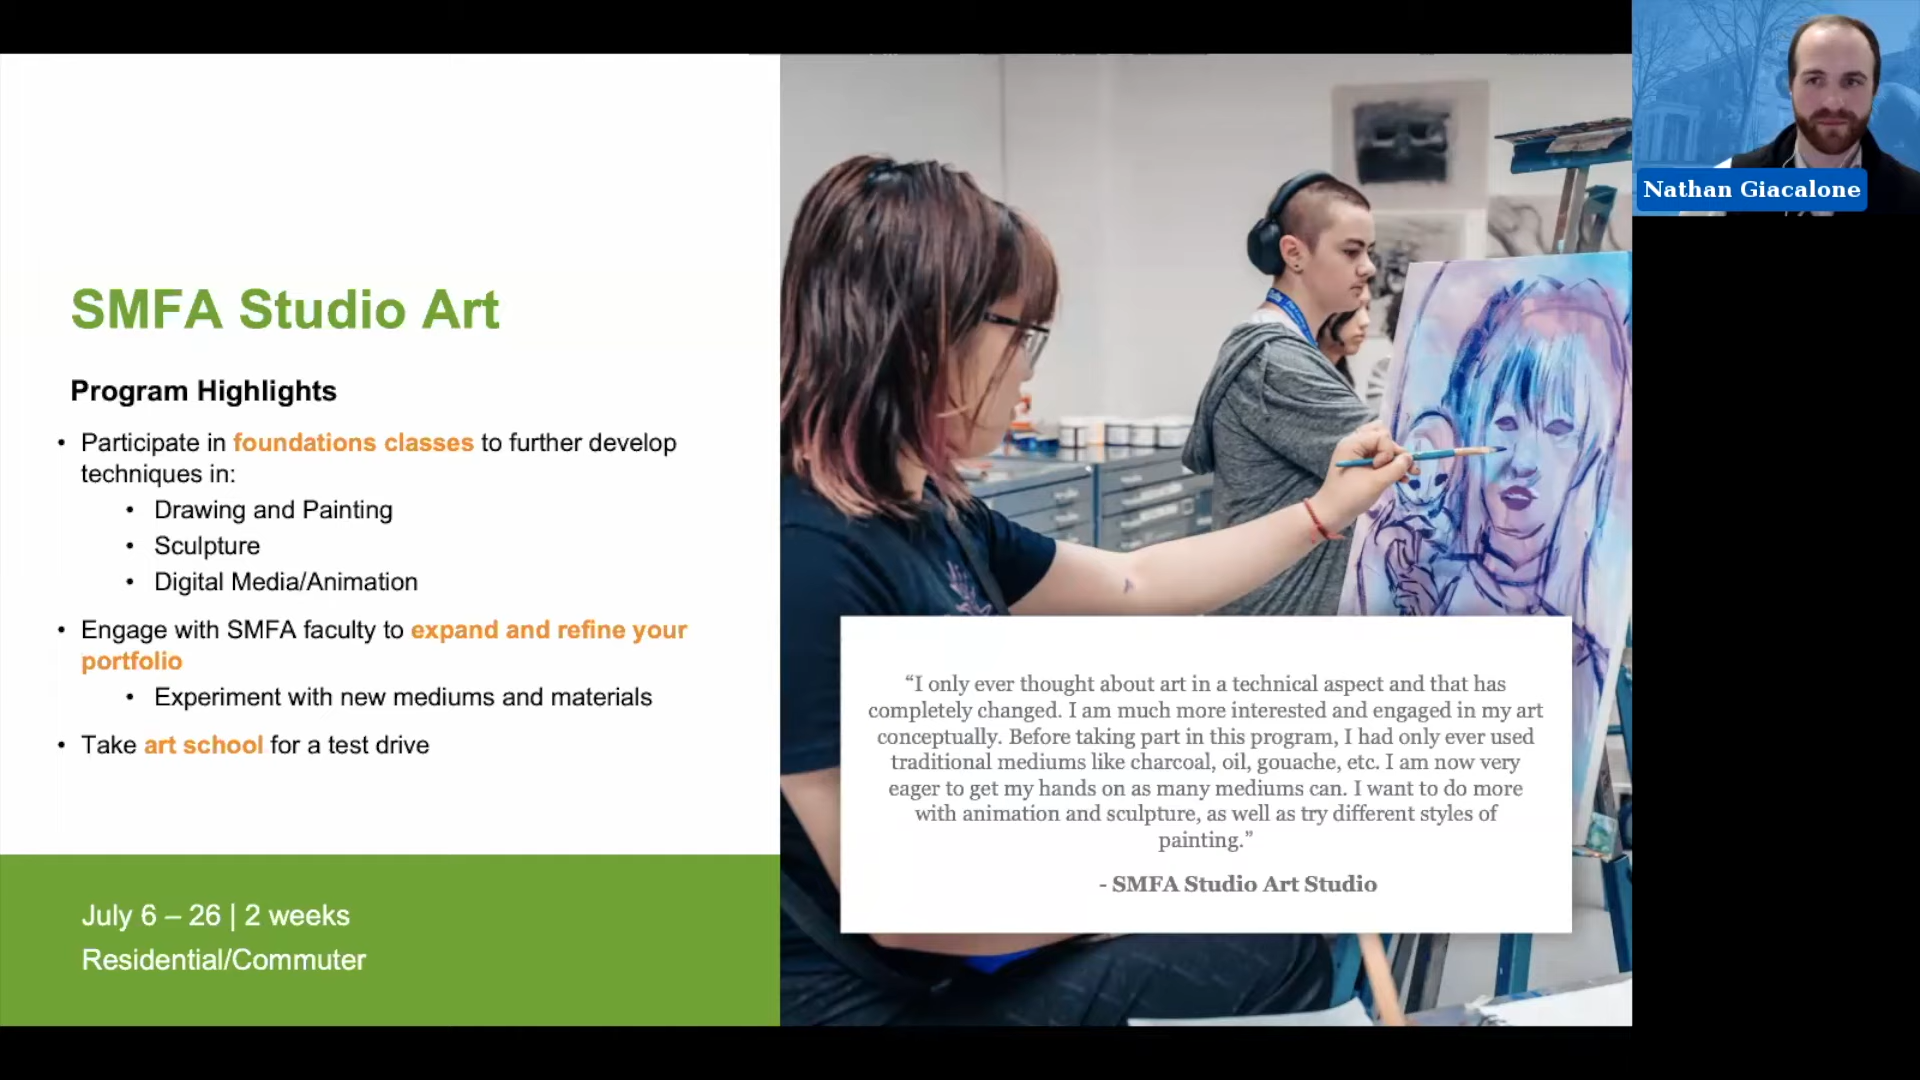 SMFA Studio Art
Program Highlights
• Participate in foundations classes to further develop
techniques in:
• Drawing and Painting
• Sculpture
• Digital Media/Animation
• Engage with SMFA faculty to expand and refine your
portfolio
• Experiment with new mediums and materials
• Take art school for a test drive
July 6 – 26 | 2 weeks
Residential/Commuter
“I only ever thought about art in a technical aspect and that has
completely changed. I am much more interested and engaged in my art
conceptually. Before taking part in this program, I had only ever used
traditional mediums like charcoal, oil, gouache, etc. I am now very
eager to get my hands on as many mediums can. I want to do more
with animation and sculpture, as well as try different styles of
painting.”
- SMFA Studio Art Studio
Nathan Giacalone